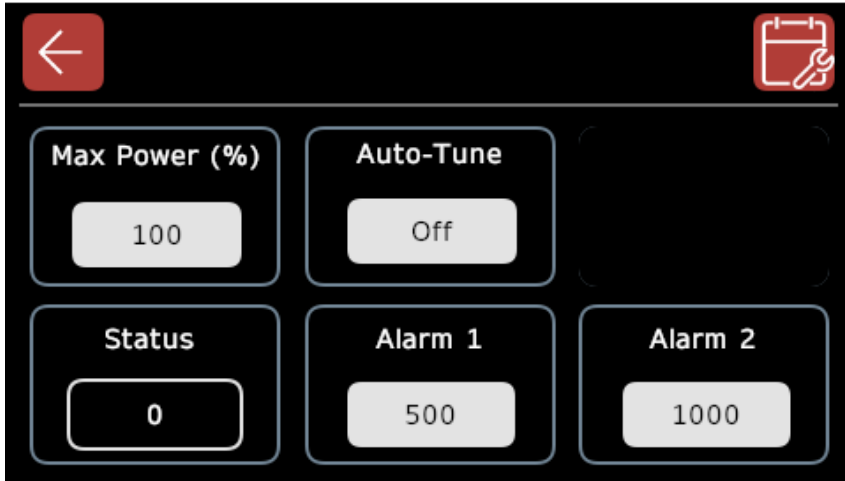 Max Power (%)
Auto-Tune
100
Off
Status
Alarm 1
Alarm 2
0
500
1000